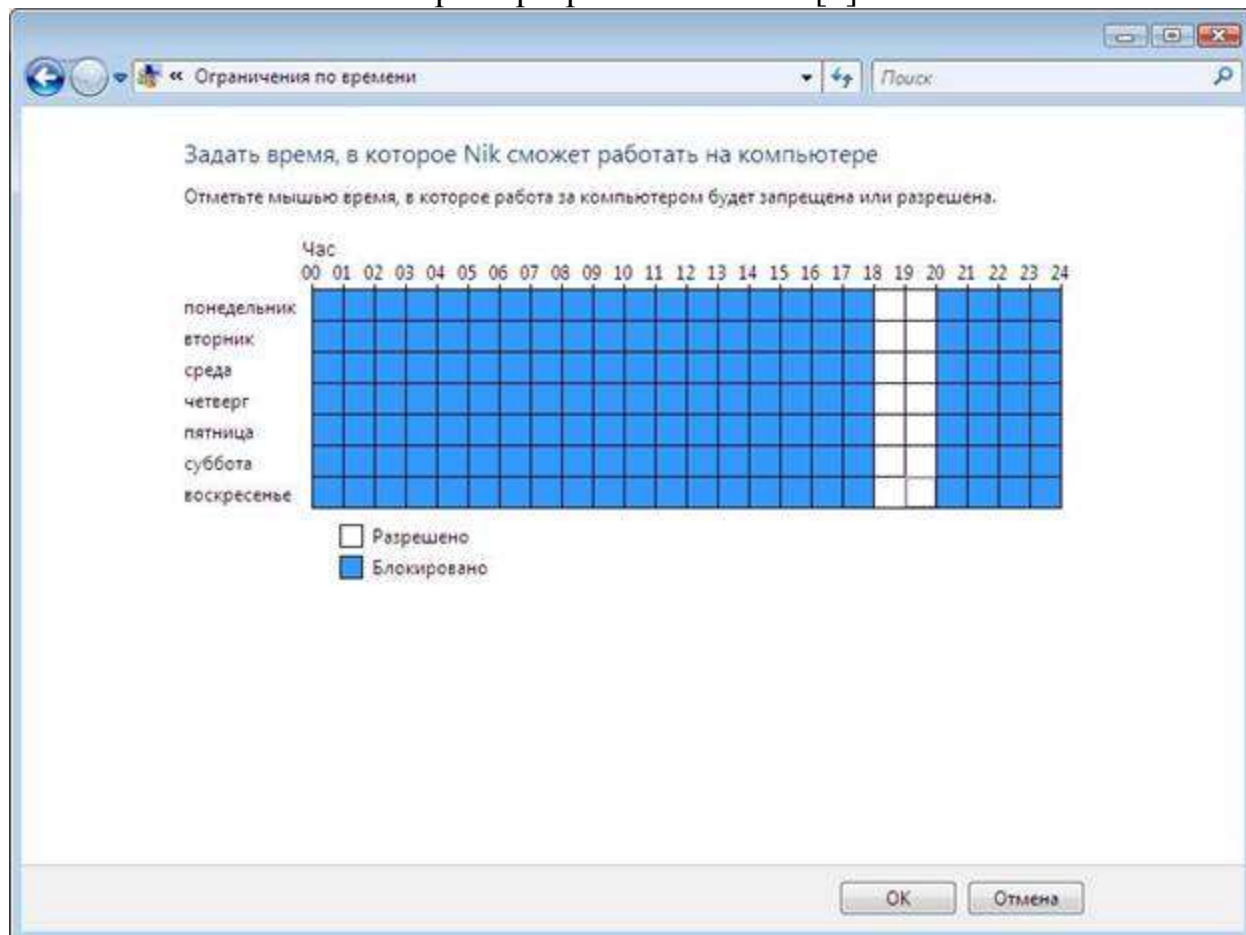 « Ограничения по времени
Поиск
Задать время, в которое Nik сможет работать на компьютере
Отметьте мышью время, в которое работа за компьютером будет запрещена или разрешена.
Час
00 01 02 03 04 05 06 07 08 09 10 11 12 13 14 15 16 17 18 19 20 21 22 23 24
понедельник
вторник
среда
четверг
пятница
суббота
воскресенье
Разрешено
Блокировано
ОК Отмена